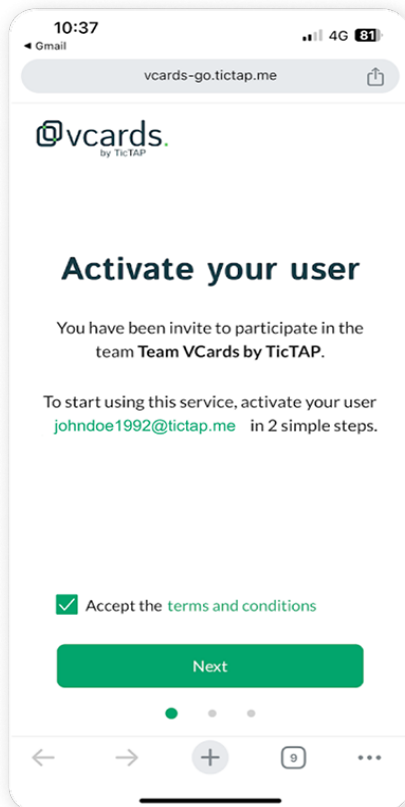 10:37
4G 81
◀ Gmail
vcards-go.tictap.me
vcards.
by TicTAP
Activate your user
You have been invite to participate in the
team Team VCards by TicTAP.
To start using this service, activate your user
johndoe1992@tictap.me in 2 simple steps.
Accept the terms and conditions
Next
9